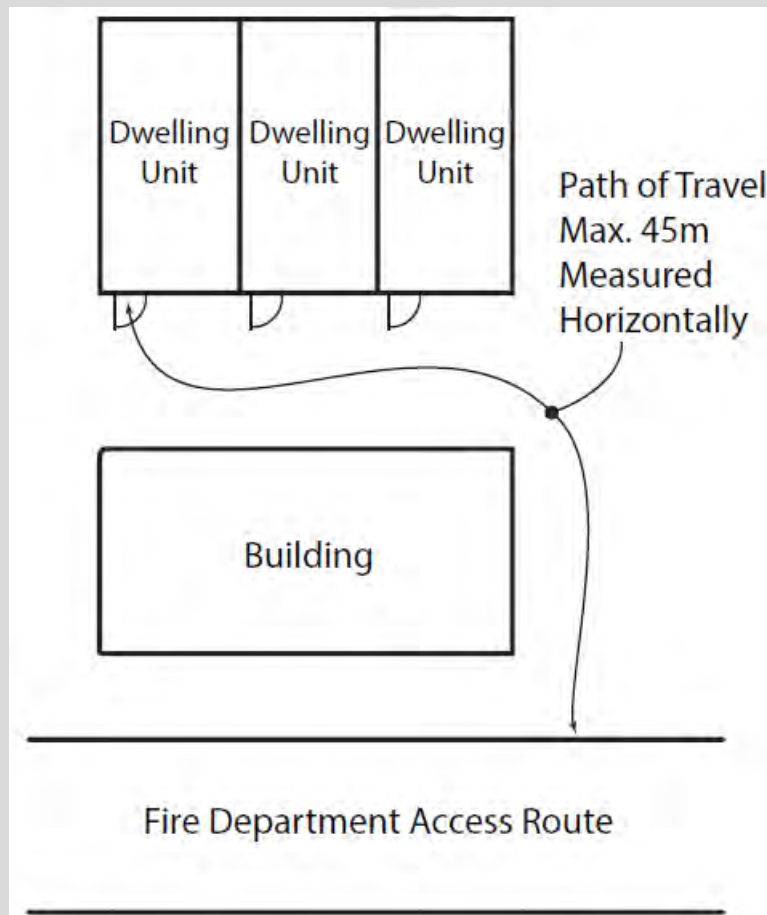 Dwelling
Unit
Dwelling
Unit
Dwelling
Unit
Path of Travel
Max. 45m
Measured
Horizontally
Building
Fire Department Access Route